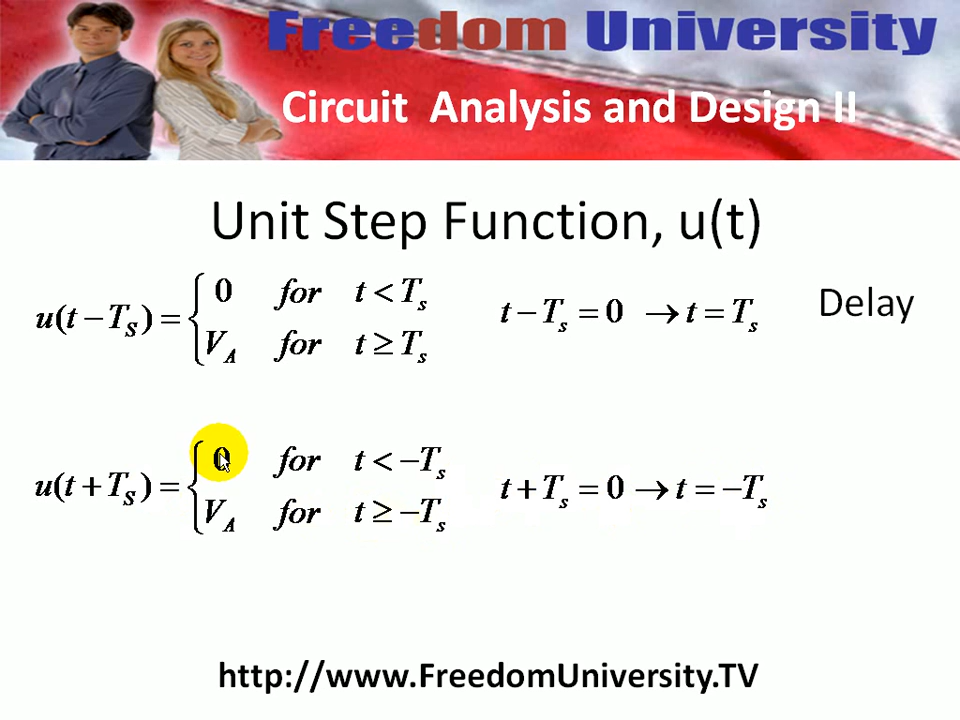 Freedom University
Circuit Analysis and Design II
Unit Step Function, u(t)
u(t − T_S) = { 0 for t < T_s
V_A for t ≥ T_s
t − T_s = 0 → t = T_s
Delay
u(t + T_S) = { 0 for t < −T_s
V_A for t ≥ −T_s
t + T_s = 0 → t = −T_s
http://www.FreedomUniversity.TV